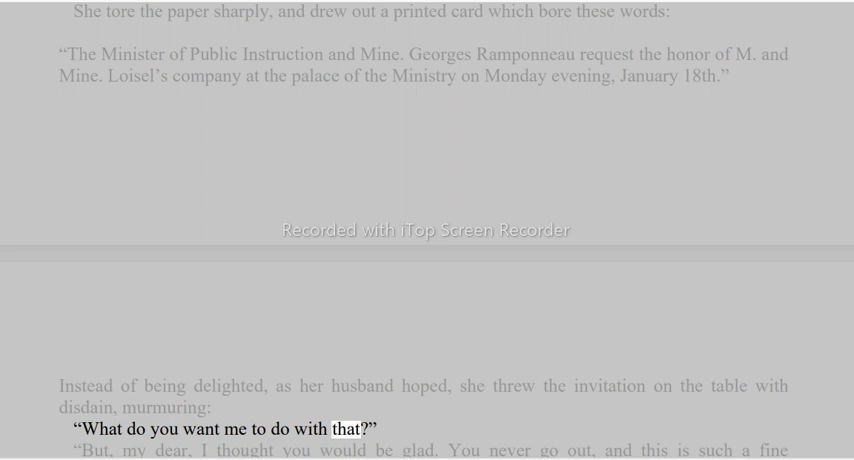 She tore the paper sharply, and drew out a printed card which bore these words:
“The Minister of Public Instruction and Mine. Georges Ramponneau request the honor of M. and
Mine. Loisel’s company at the palace of the Ministry on Monday evening, January 18th.”
Recorded with iTop Screen Recorder
Instead of being delighted, as her husband hoped, she threw the invitation on the table with
disdain, murmuring:
“What do you want me to do with that?”
“But, my dear, I thought you would be glad. You never go out, and this is such a fine